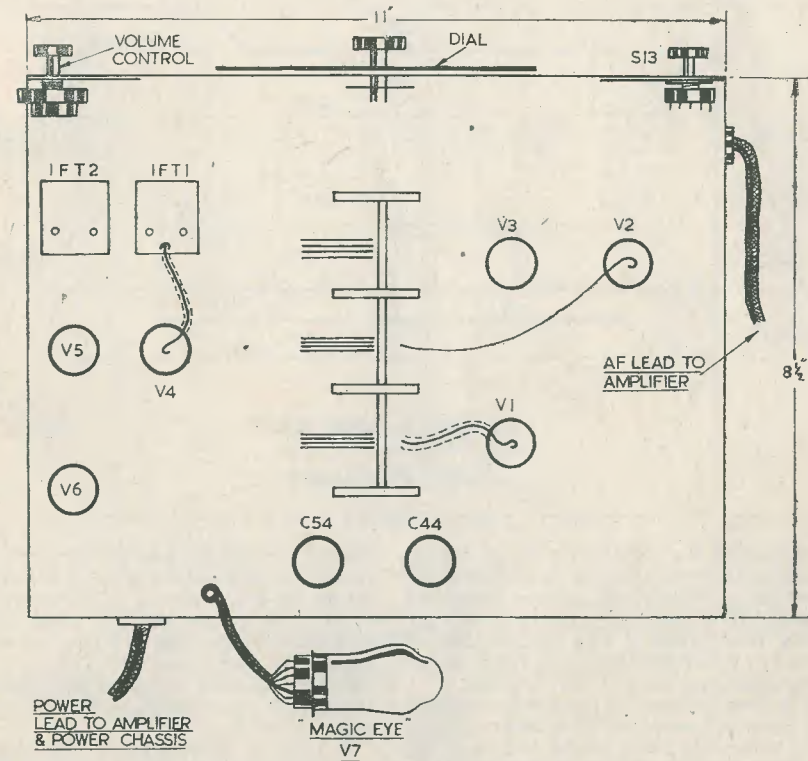 11"
VOLUME
CONTROL
DIAL
S13
IFT2
IFT1
V3
V2
V5
V4
AF LEAD TO
AMPLIFIER
8½"
V1
V6
C54
C44
POWER
LEAD TO AMPLIFIER
& POWER CHASSIS
"MAGIC EYE"
V7